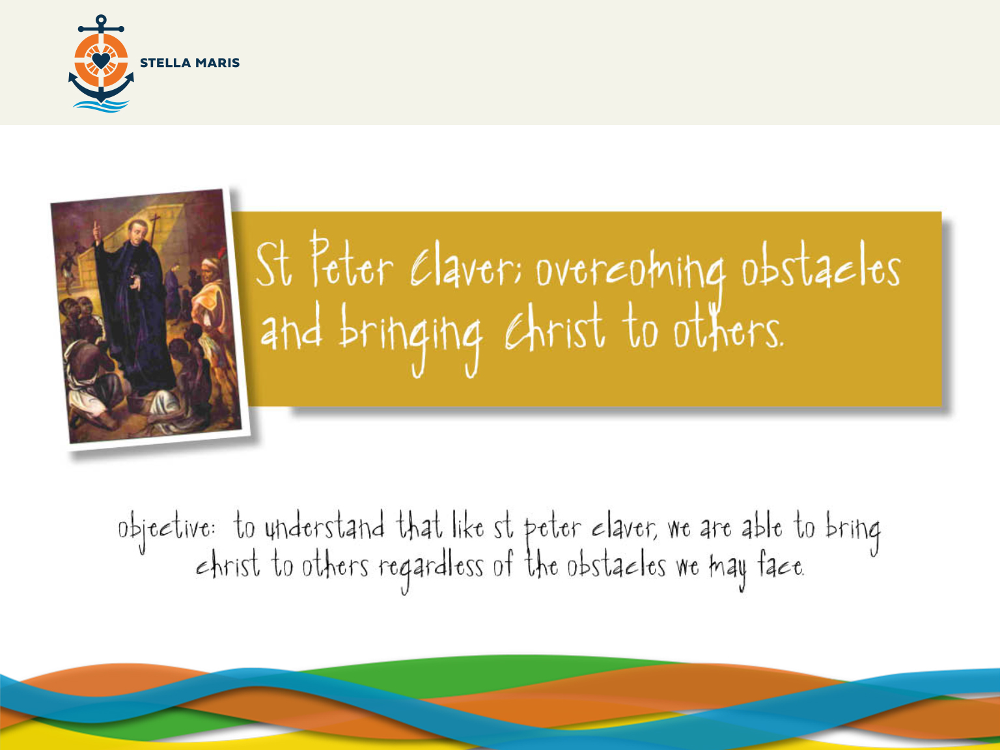 STELLA MARIS
St Peter Claver; overcoming obstacles
and bringing Christ to others.
objective: to understand that like st peter claver, we are able to bring
christ to others regardless of the obstacles we may face.